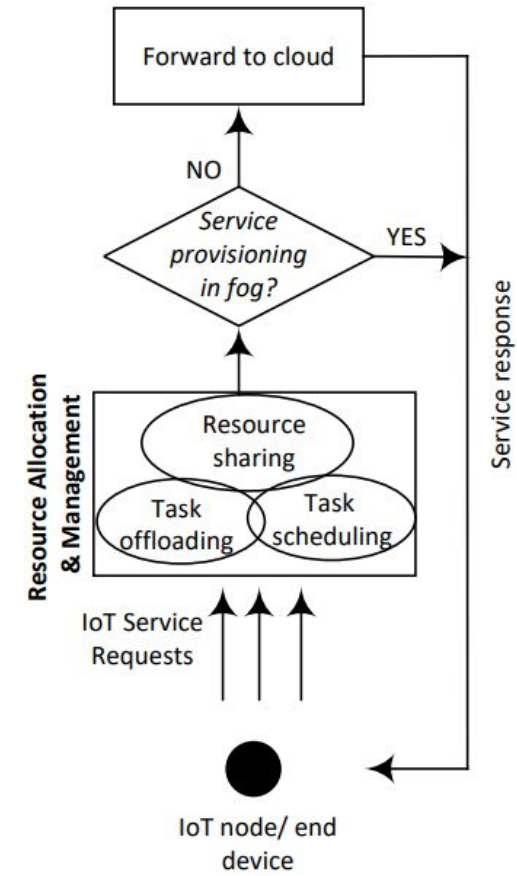 Forward to cloud
NO
Service
provisioning
in fog?
YES
Service response
Resource Allocation
& Management
Resource
sharing
Task
offloading
Task
scheduling
IoT Service
Requests
IoT node/ end
device